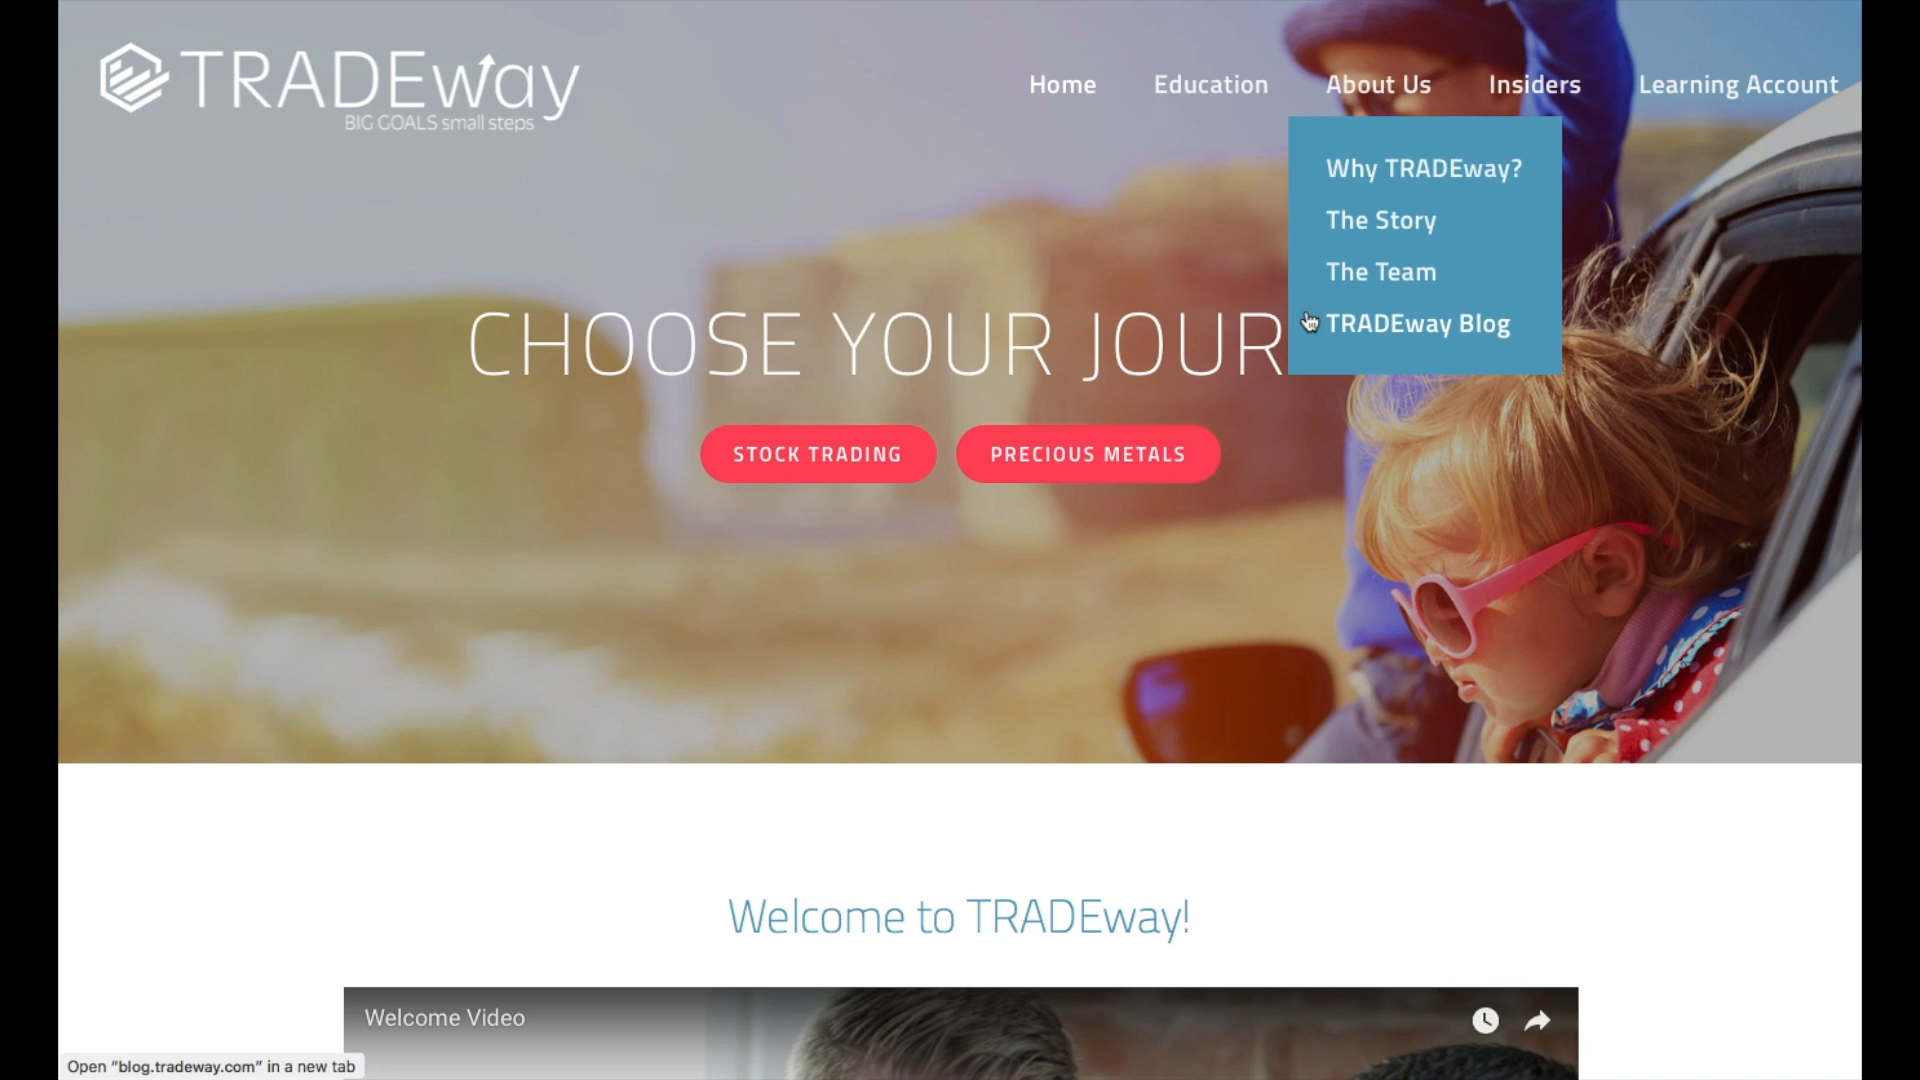 TRADEway
BIG GOALS small steps
Home Education About Us Insiders Learning Account
Why TRADEway?
The Story
The Team
TRADEway Blog
CHOOSE YOUR JOUR
STOCK TRADING PRECIOUS METALS
Welcome to TRADEway!
Welcome Video
Open “blog.tradeway.com” in a new tab